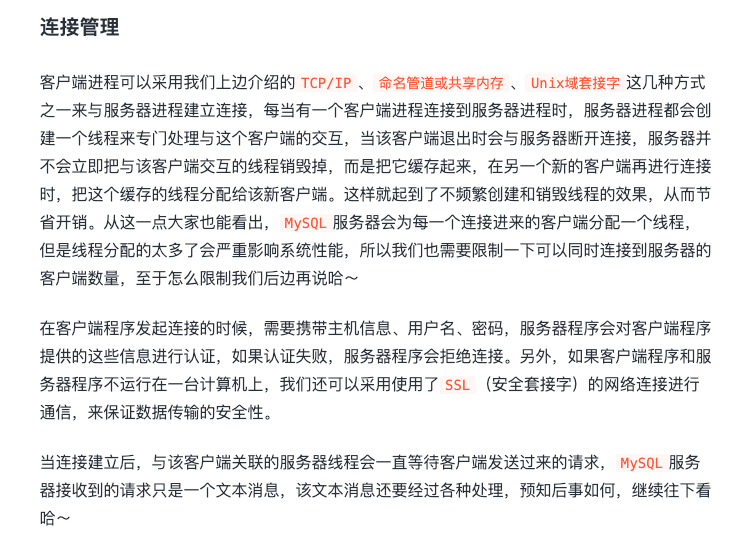 连接管理
客户端进程可以采用我们上边介绍的 TCP/IP 、 命名管道或共享内存 、 Unix域套接字 这几种方式
之一来与服务器进程建立连接，每当有一个客户端进程连接到服务器进程时，服务器进程都会创
建一个线程来专门处理与这个客户端的交互，当该客户端退出时会与服务器断开连接，服务器并
不会立即把与该客户端交互的线程销毁掉，而是把它缓存起来，在另一个新的客户端再进行连接
时，把这个缓存的线程分配给该新客户端。这样就起到了不频繁创建和销毁线程的效果，从而节
省开销。从这一点大家也能看出， MySQL 服务器会为每一个连接进来的客户端分配一个线程，
但是线程分配的太多了会严重影响系统性能，所以我们也需要限制一下可以同时连接到服务器的
客户端数量，至于怎么限制我们后边再说哈～
在客户端程序发起连接的时候，需要携带主机信息、用户名、密码，服务器程序会对客户端程序
提供的这些信息进行认证，如果认证失败，服务器程序会拒绝连接。另外，如果客户端程序和服
务器程序不运行在一台计算机上，我们还可以采用使用了 SSL （安全套接字）的网络连接进行
通信，来保证数据传输的安全性。
当连接建立后，与该客户端关联的服务器线程会一直等待客户端发送过来的请求， MySQL 服务
器接收到的请求只是一个文本消息，该文本消息还要经过各种处理，预知后事如何，继续往下看
哈～